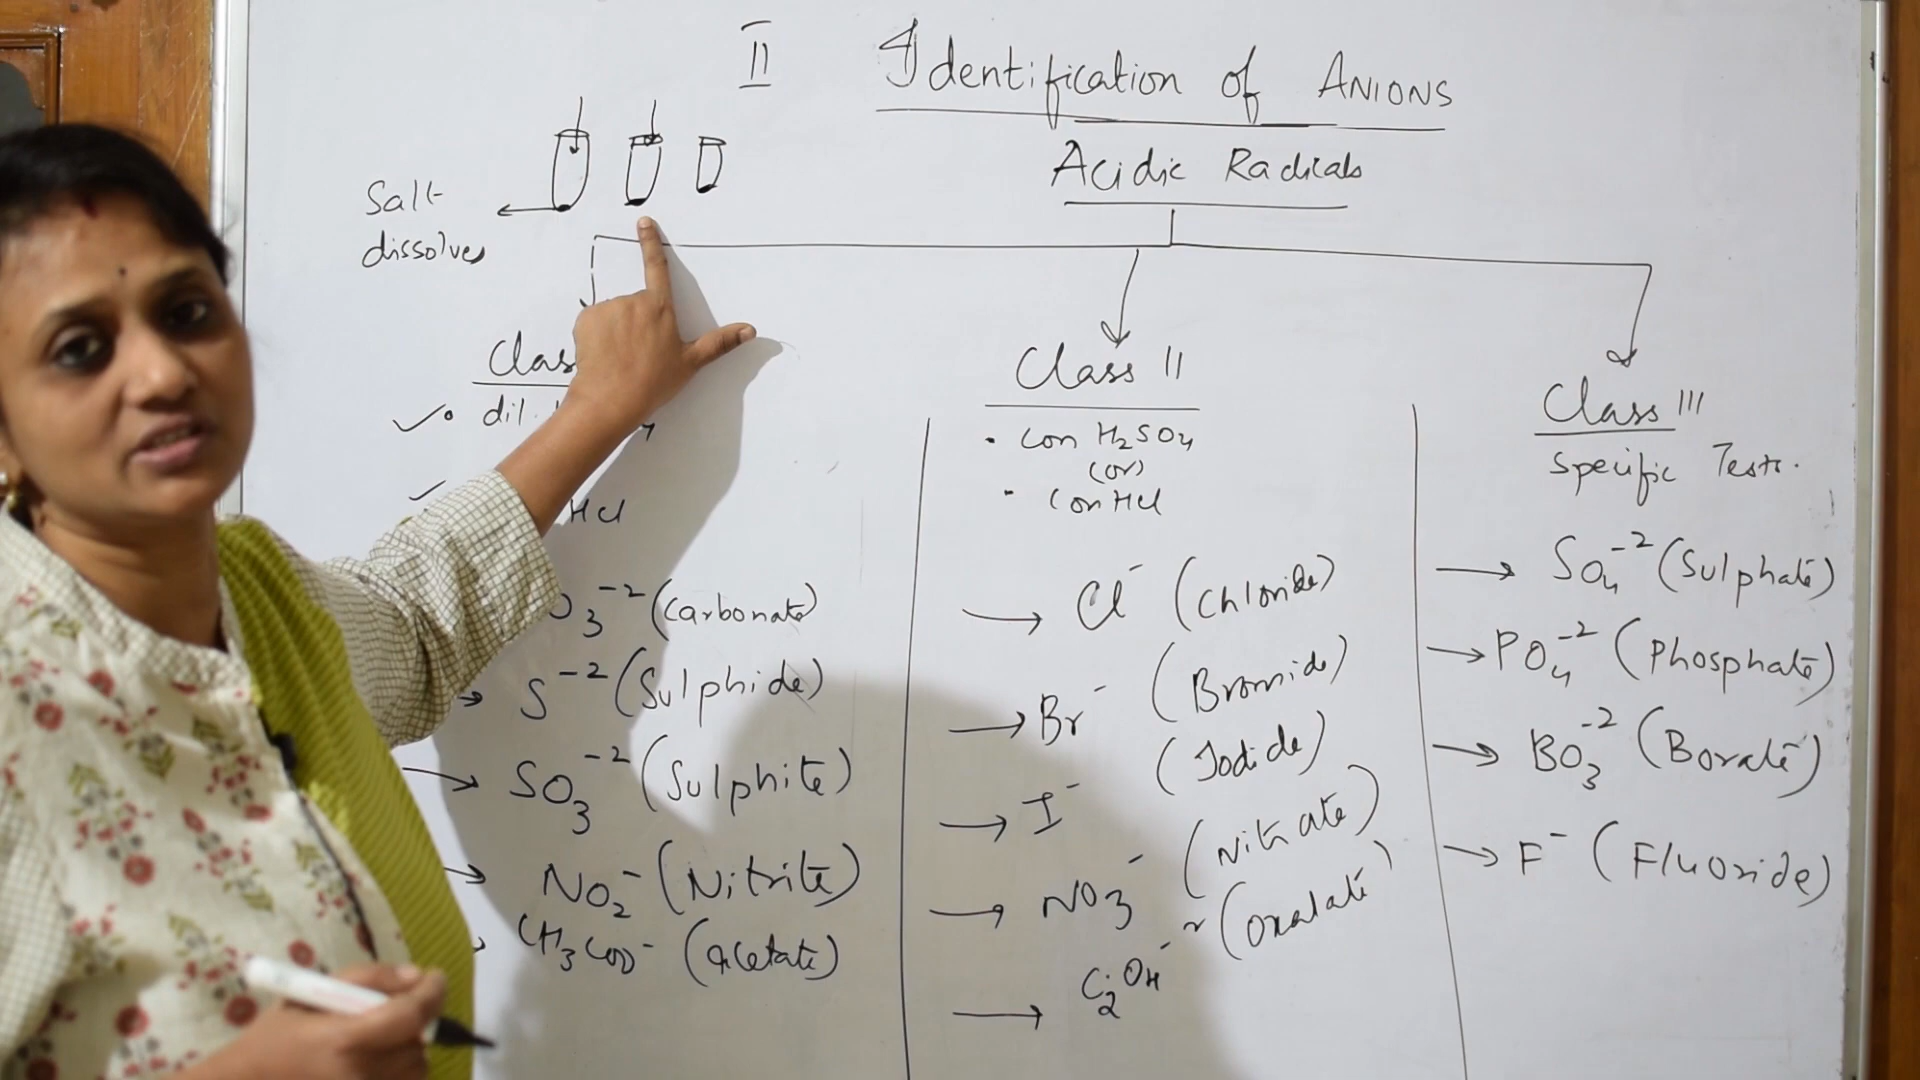 II Identification of ANIONS
Acidic Radicals
Salt
dissolves
Clas
dil.
HCl
O3-2 (Carbonate)
S-2 (Sulphide)
SO3-2 (Sulphite)
NO2- (Nitrite)
CH3COO- (Acetate)
Class II
• Con H2SO4
(or)
• Con HCl
Cl- (Chloride)
Br- (Bromide)
I- (Iodide)
NO3- (Nitrate)
(Oxalate)
Class III
Specific Tests.
SO4-2 (Sulphate)
PO4-2 (Phosphate)
BO3-2 (Borate)
F- (Fluoride)